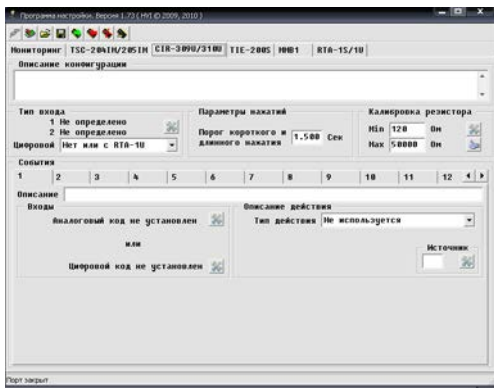 Программа настройки. Версия 1.73 ( HVI © 2009, 2010 )
Мониторинг TSC-204IM/205IM CIR-309U/310U TIE-200S MMB1 RTA-1S/1U
Описание конфигурации
Тип входа
1 Не определено
2 Не определено
Цифровой Нет или с RTA-1U
Параметры нажатий
Порог короткого и длинного нажатия 1.500 Сек
Калибровка резистора
Min 120 Ом
Max 50000 Ом
События
1 2 3 4 5 6 7 8 9 10 11 12
Описание
Входы
Аналоговый код не установлен
или
Цифровой код не установлен
Описание действия
Тип действия Не используется
Источник
Порт закрыт